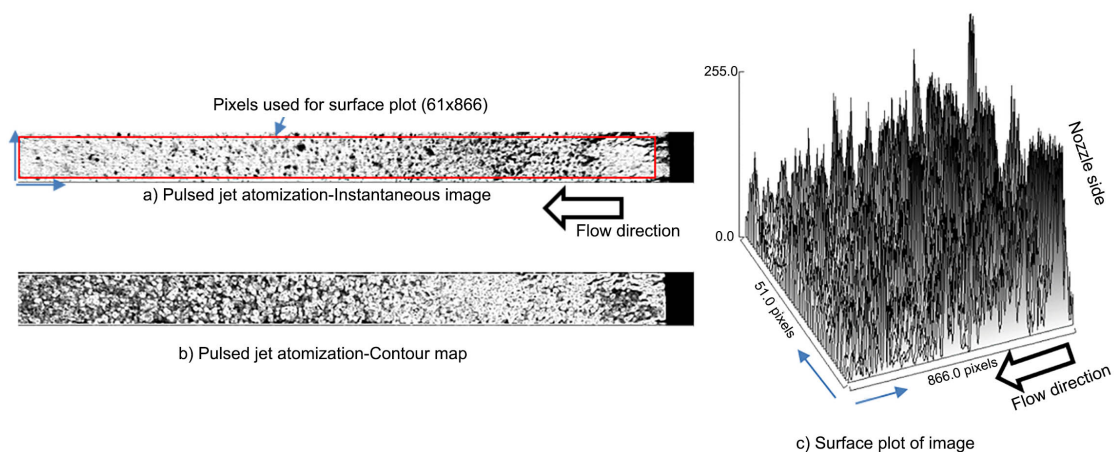 Pixels used for surface plot (61x866)
a) Pulsed jet atomization-Instantaneous image
Flow direction
b) Pulsed jet atomization-Contour map
255.0
0.0
51.0 pixels
866.0 pixels
Nozzle side
Flow direction
c) Surface plot of image